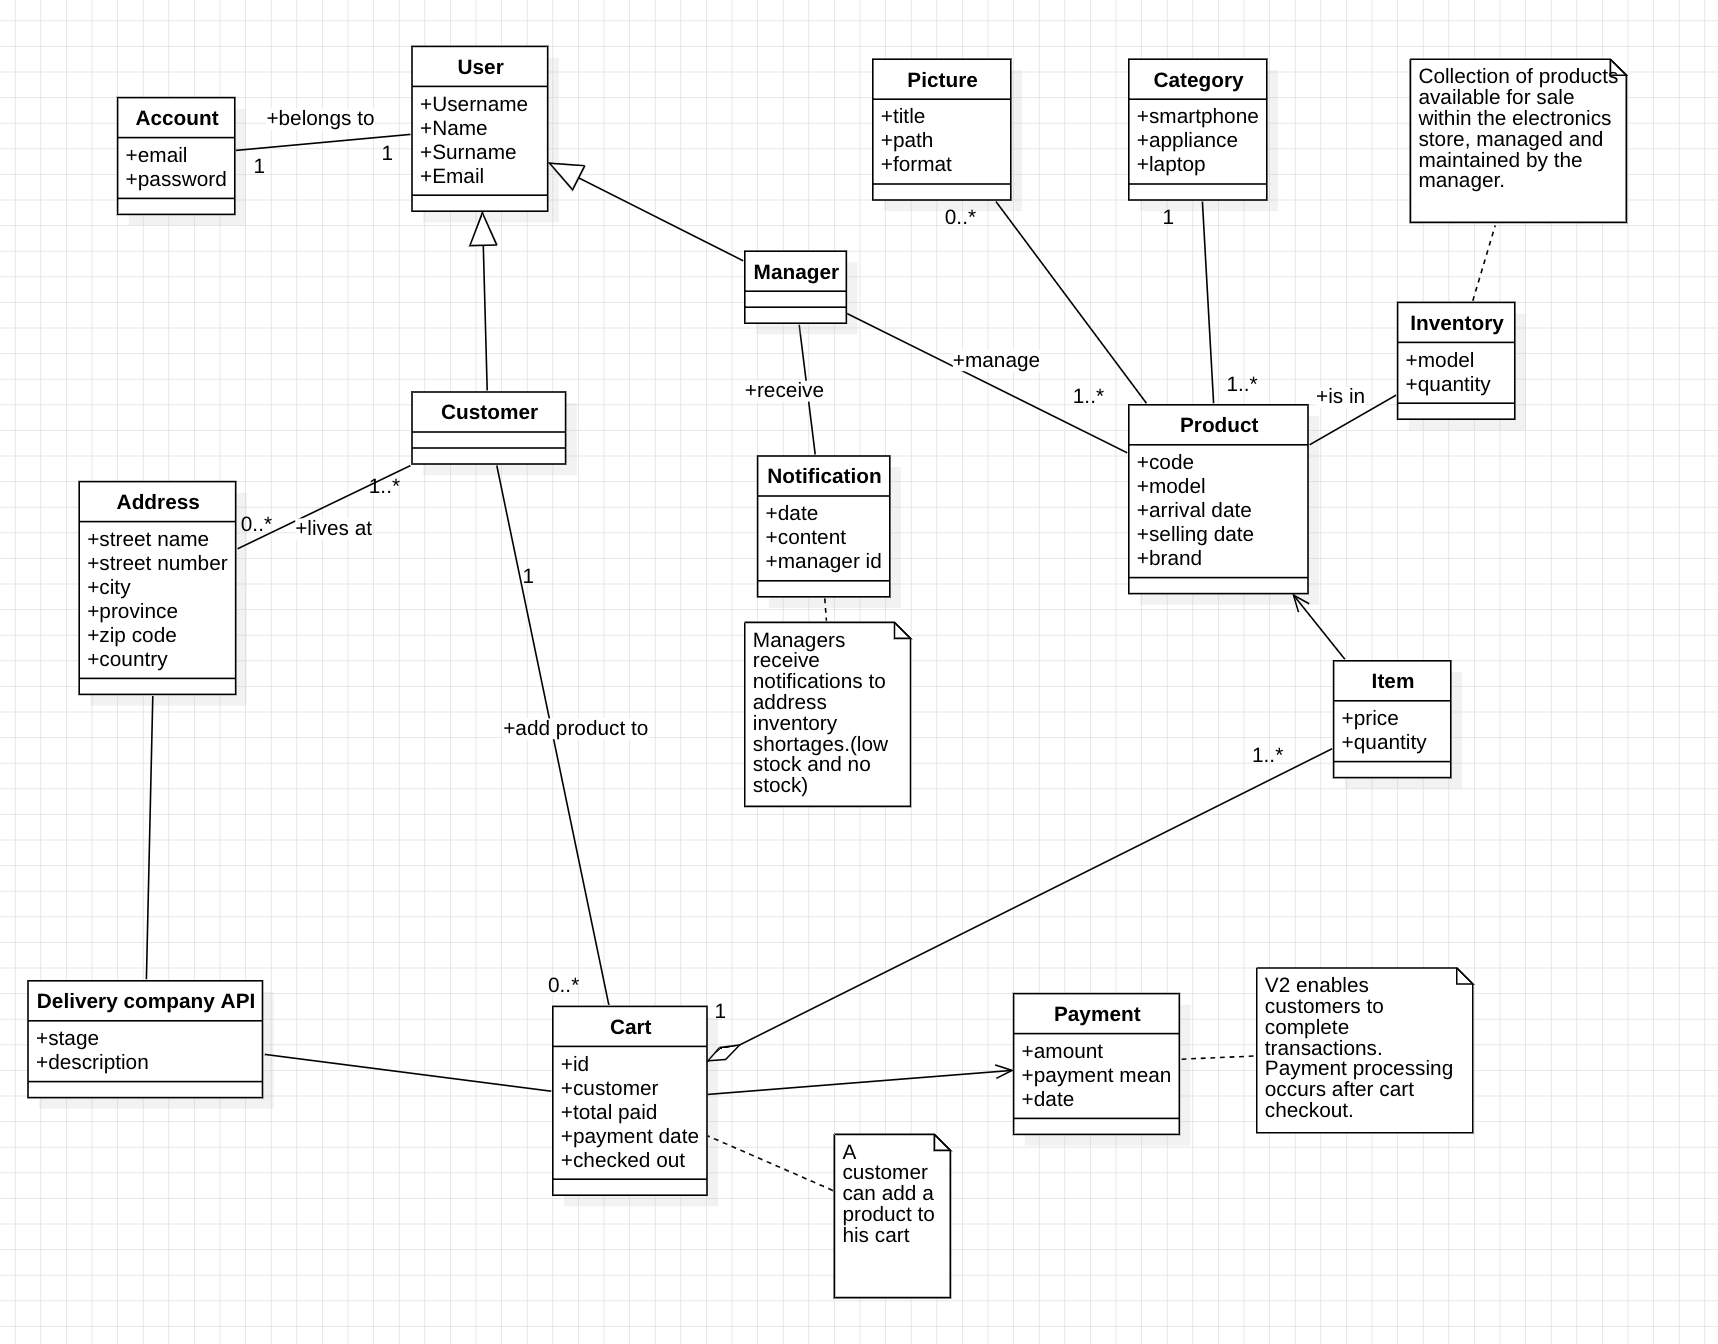 User
+Username
+Name
+Surname
+Email
Account
+email
+password
+belongs to
1
1
Picture
+title
+path
+format
0..*
Category
+smartphone
+appliance
+laptop
1
Collection of products
available for sale
within the electronics
store, managed and
maintained by the
manager.
Manager
+manage
1..*
+receive
Inventory
+model
+quantity
+is in
1..*
Customer
1..*
0..*
+lives at
Product
+code
+model
+arrival date
+selling date
+brand
Notification
+date
+content
+manager id
Address
+street name
+street number
+city
+province
+zip code
+country
1
+add product to
0..*
Managers
receive
notifications to
address
inventory
shortages.(low
stock and no
stock)
Item
+price
+quantity
1..*
1
Delivery company API
+stage
+description
Cart
+id
+customer
+total paid
+payment date
+checked out
Payment
+amount
+payment mean
+date
V2 enables
customers to
complete
transactions.
Payment processing
occurs after cart
checkout.
A
customer
can add a
product to
his cart